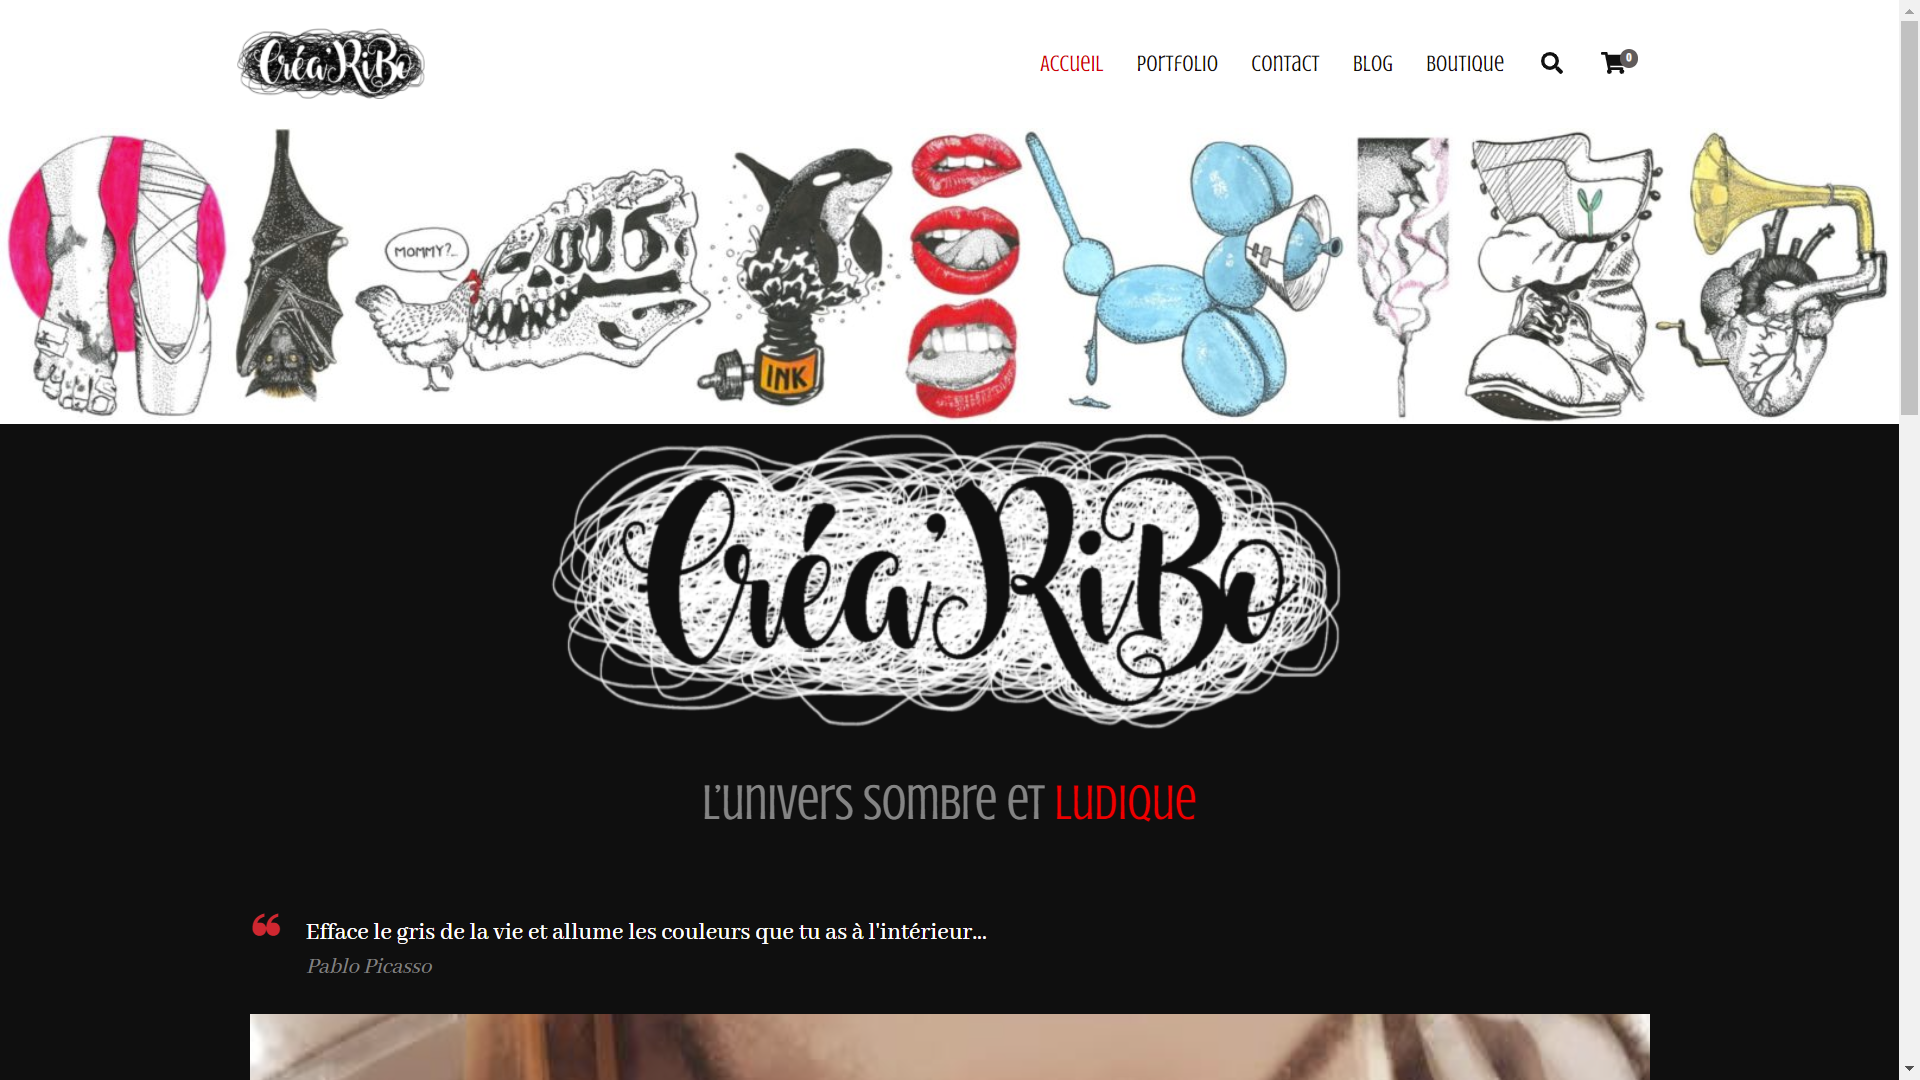 Créa'RiBo
Accueil
Portfolio
Contact
Blog
Boutique
0
MOMMY?...
INK
Créa'RiBo
L'univers sombre et ludique
Efface le gris de la vie et allume les couleurs que tu as à l'intérieur...
Pablo Picasso